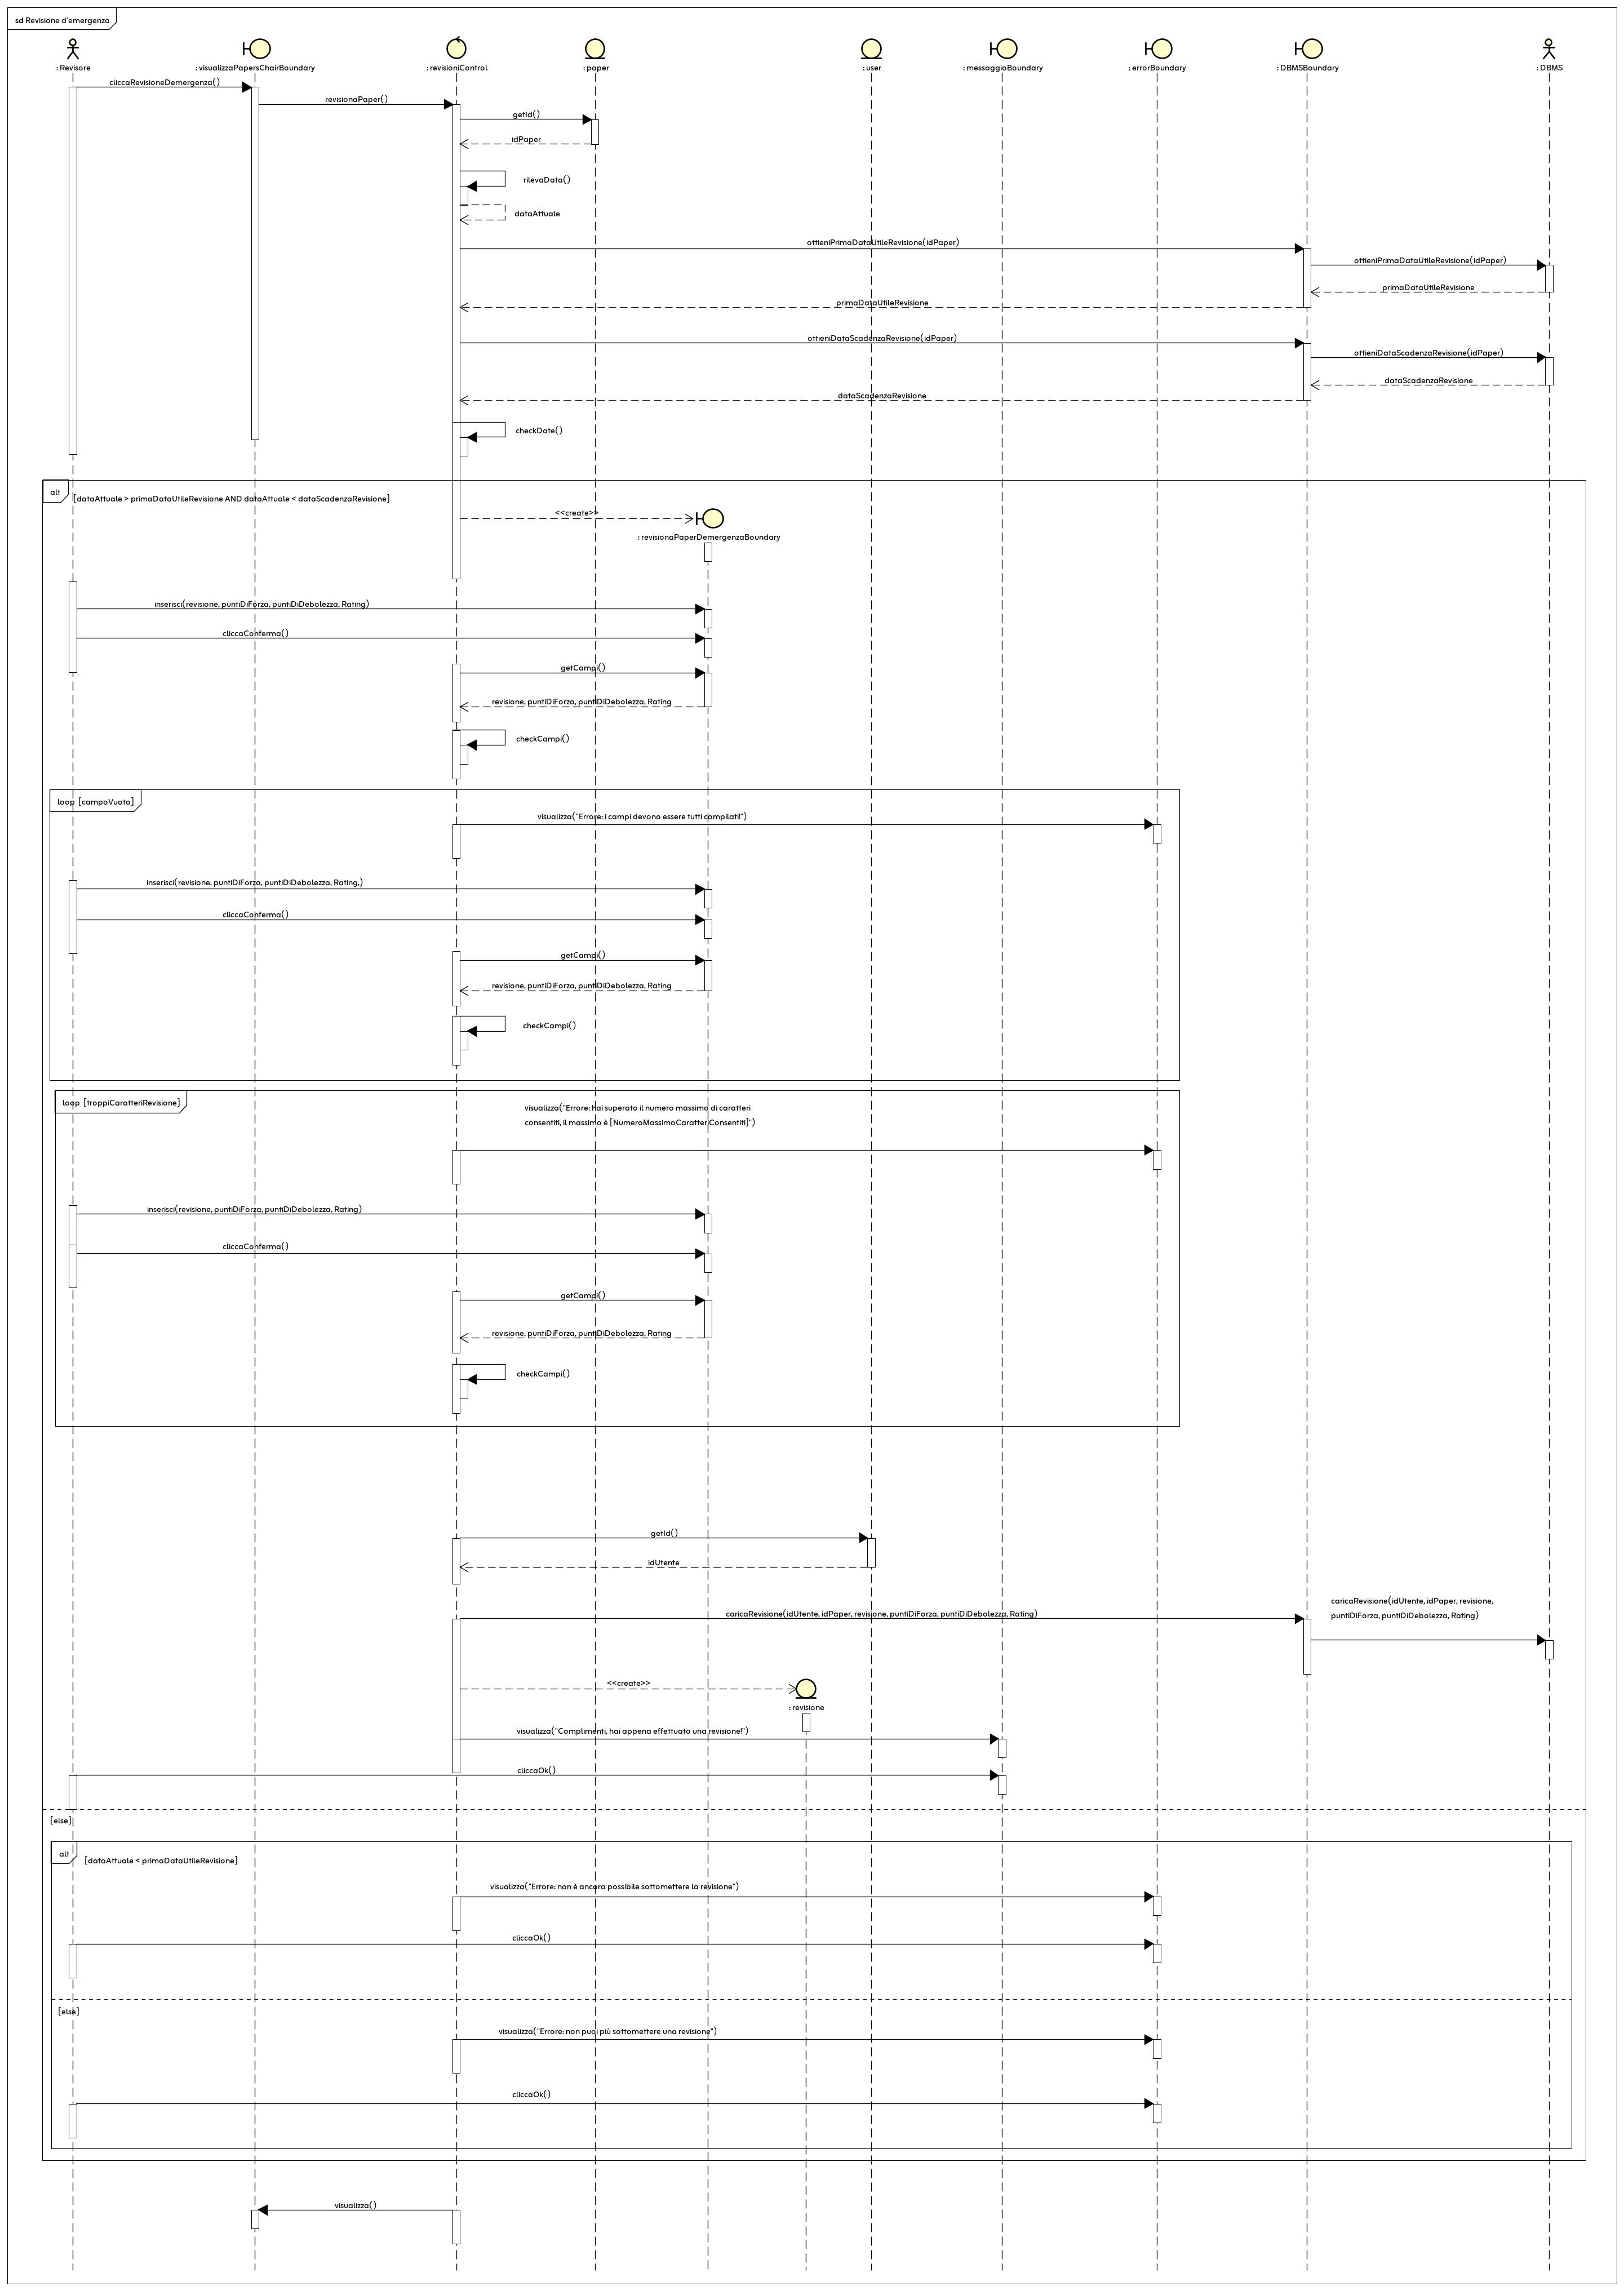 sd Revisione d'emergenza
: Revisore
: visualizzaPapersChairBoundary
: revisioniControl
: paper
: user
: messaggioBoundary
: errorBoundary
: DBMSBoundary
: DBMS
cliccaRevisioneDemergenza()
revisionaPaper()
getId()
idPaper
rilevaData()
dataAttuale
ottieniPrimaDataUtileRevisione(idPaper)
ottieniPrimaDataUtileRevisione(idPaper)
primaDataUtileRevisione
primaDataUtileRevisione
ottieniDataScadenzaRevisione(idPaper)
ottieniDataScadenzaRevisione(idPaper)
dataScadenzaRevisione
dataScadenzaRevisione
checkDate()
alt
[dataAttuale > primaDataUtileRevisione AND dataAttuale < dataScadenzaRevisione]
<<create>>
: revisionaPaperDemergenzaBoundary
inserisci(revisione, puntiDiForza, puntiDiDebolezza, Rating)
cliccaConferma()
getCampi()
revisione, puntiDiForza, puntiDiDebolezza, Rating
checkCampi()
loop [campoVuoto]
visualizza("Errore: i campi devono essere tutti compilati!")
inserisci(revisione, puntiDiForza, puntiDiDebolezza, Rating,)
cliccaConferma()
getCampi()
revisione, puntiDiForza, puntiDiDebolezza, Rating
checkCampi()
loop [troppiCaratteriRevisione]
visualizza("Errore: hai superato il numero massimo di caratteri
consentiti, il massimo è [NumeroMassimoCaratteriConsentiti]")
inserisci(revisione, puntiDiForza, puntiDiDebolezza, Rating)
cliccaConferma()
getCampi()
revisione, puntiDiForza, puntiDiDebolezza, Rating
checkCampi()
getId()
idUtente
caricaRevisione(idUtente, idPaper, revisione, puntiDiForza, puntiDiDebolezza, Rating)
caricaRevisione(idUtente, idPaper, revisione,
puntiDiForza, puntiDiDebolezza, Rating)
<<create>>
: revisione
visualizza("Complimenti, hai appena effettuato una revisione!")
cliccaOk()
[else]
alt
[dataAttuale < primaDataUtileRevisione]
visualizza("Errore: non è ancora possibile sottomettere la revisione")
cliccaOk()
[else]
visualizza("Errore: non puoi più sottomettere una revisione")
cliccaOk()
visualizza()